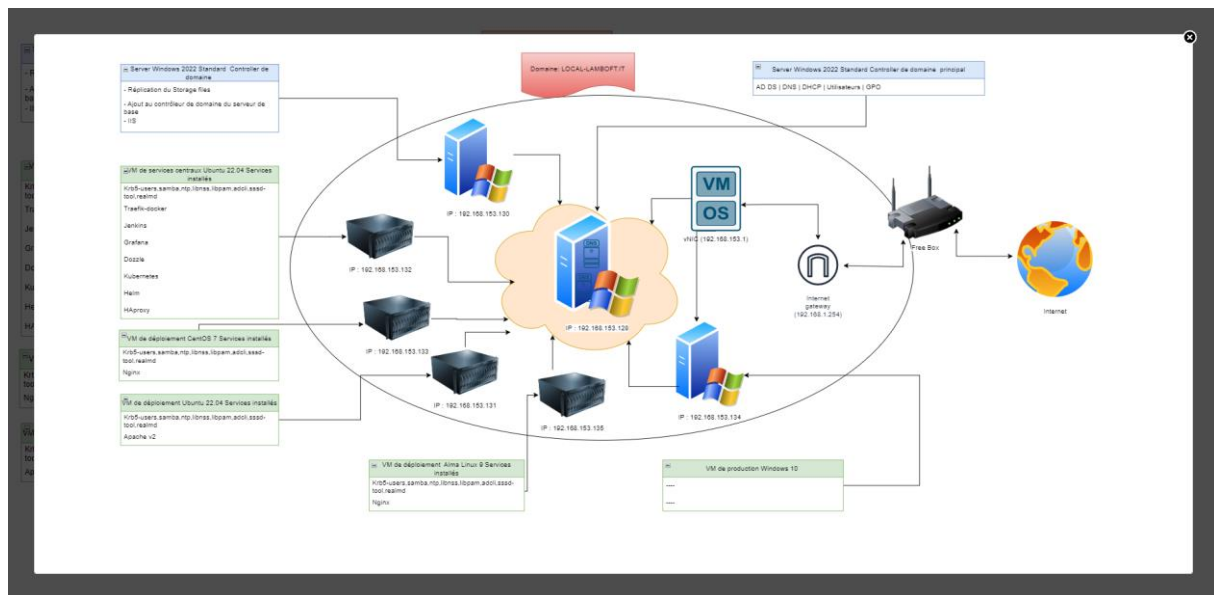 Domaine: LOCAL-LAMBOFT.IT
Server Windows 2022 Standard Controller de
domaine
- Réplication du Storage files
- Ajout au contrôleur de domaine du serveur de
base
- IIS
Server Windows 2022 Standard Controller de domaine principal
AD DS | DNS | DHCP | Utilisateurs | GPO
VM de services centraux Ubuntu 22.04 Services
installés
Krb5-users,samba,ntp,libnss,libpam,adcli,sssd-
tool,realmd
Traefik-docker
Jenkins
Grafana
Dozzle
Kubernetes
Helm
HAproxy
VM de déploiement CentOS 7 Services installés
Krb5-users,samba,ntp,libnss,libpam,adcli,sssd-
tool,realmd
Nginx
VM de déploiement Ubuntu 22.04 Services installés
Krb5-users,samba,ntp,libnss,libpam,adcli,sssd-
tool,realmd
Apache v2
VM de déploiement Alma Linux 9 Services
installés
Krb5-users,samba,ntp,libnss,libpam,adcli,sssd-
tool,realmd
Nginx
VM de production Windows 10
----
----
IP : 192.168.153.130
IP : 192.168.153.132
IP : 192.168.153.133
IP : 192.168.153.131
IP : 192.168.153.135
DNS
IP : 192.168.153.128
VM
OS
vNIC (192.168.153.1)
IP : 192.168.153.134
Internet
gateway
(192.168.1.254)
Free Box
Internet